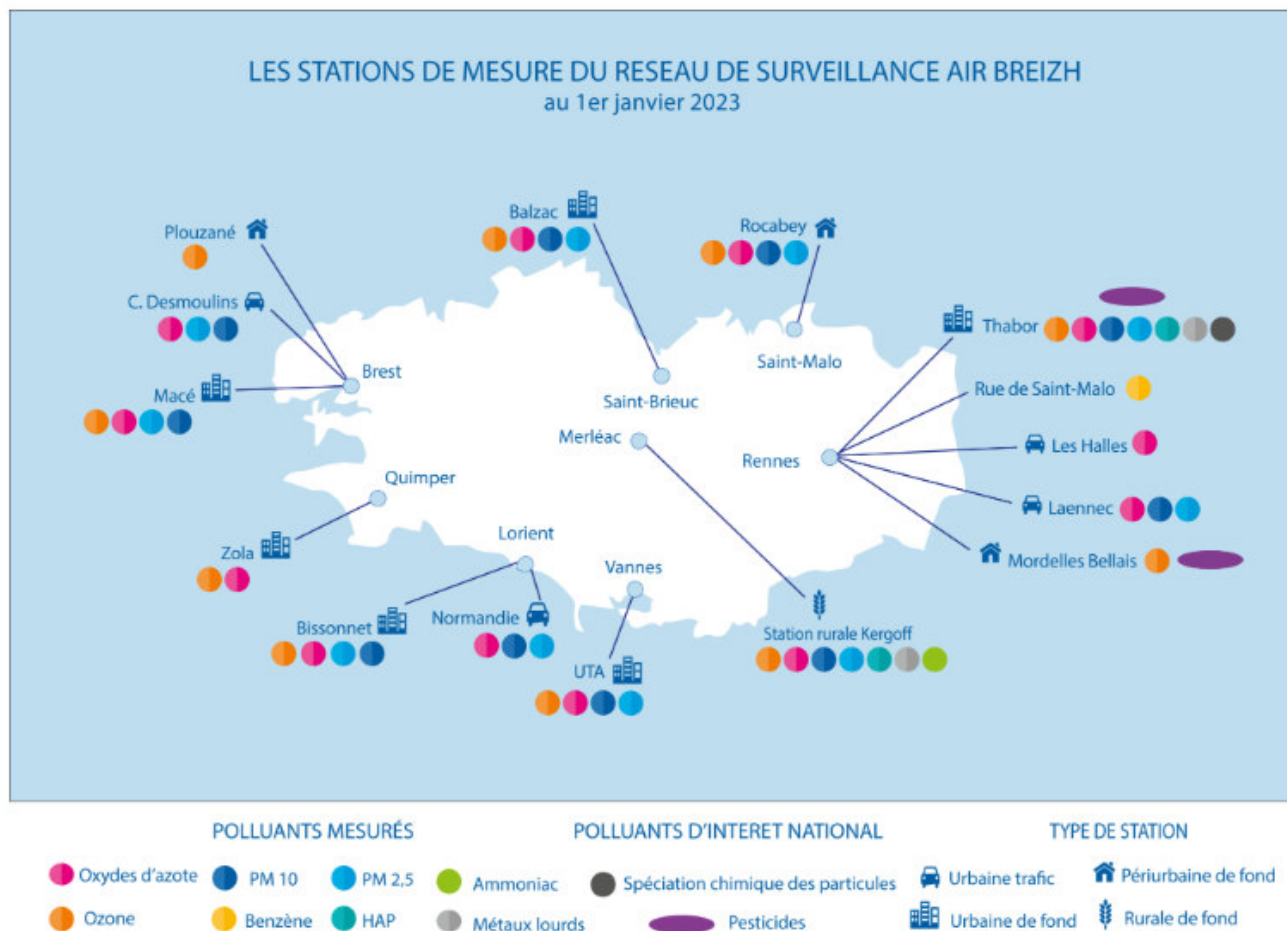 LES STATIONS DE MESURE DU RESEAU DE SURVEILLANCE AIR BREIZH
au 1er janvier 2023
Balzac
Rocabey
Plouzané
C. Desmoulins
Thabor
Saint-Malo
Brest
Macé
Saint-Brieuc
Rue de Saint-Malo
Merléac
Les Halles
Rennes
Quimper
Laennec
Lorient
Zola
Mordelles Bellais
Vannes
Normandie
Bissonnet
Station rurale Kergoff
UTA
POLLUANTS MESURÉS
POLLUANTS D'INTERET NATIONAL
TYPE DE STATION
Oxydes d'azote
PM 10
PM 2,5
Ammoniac
Spéciation chimique des particules
Urbaine trafic
Périurbaine de fond
Ozone
Benzène
HAP
Métaux lourds
Pesticides
Urbaine de fond
Rurale de fond